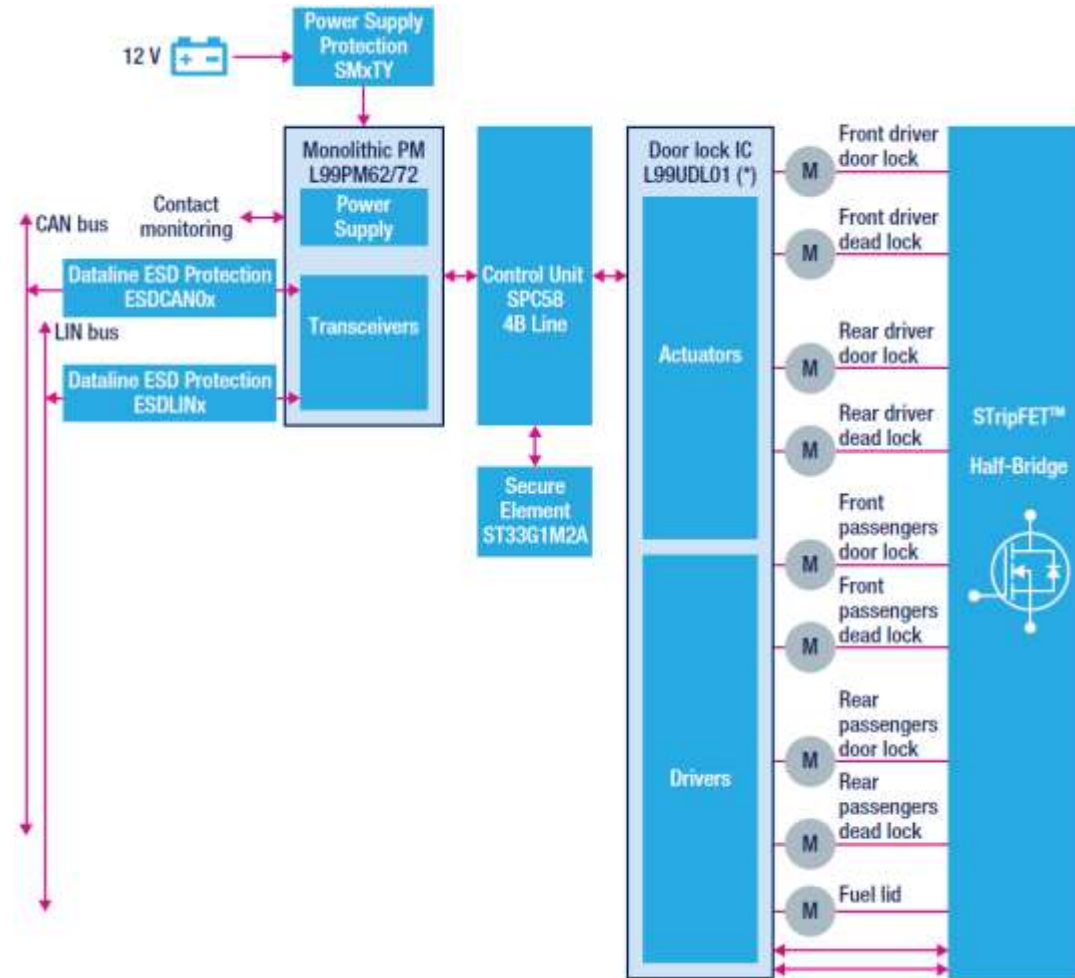 Power Supply
Protection
SMxTY
12 V
Monolithic PM
L99PM62/72
Power
Supply
Transceivers
Contact
monitoring
CAN bus
Dataline ESD Protection
ESDCAN0x
LIN bus
Dataline ESD Protection
ESDLINx
Control Unit
SPC58
4B Line
Secure
Element
ST33G1M2A
Door lock IC
L99UDL01 (*)
Actuators
Drivers
M
Front driver
door lock
M
Front driver
dead lock
M
Rear driver
door lock
M
Rear driver
dead lock
M
Front
passengers
door lock
M
Front
passengers
dead lock
M
Rear
passengers
door lock
M
Rear
passengers
dead lock
M
Fuel lid
STripFET™
Half-Bridge